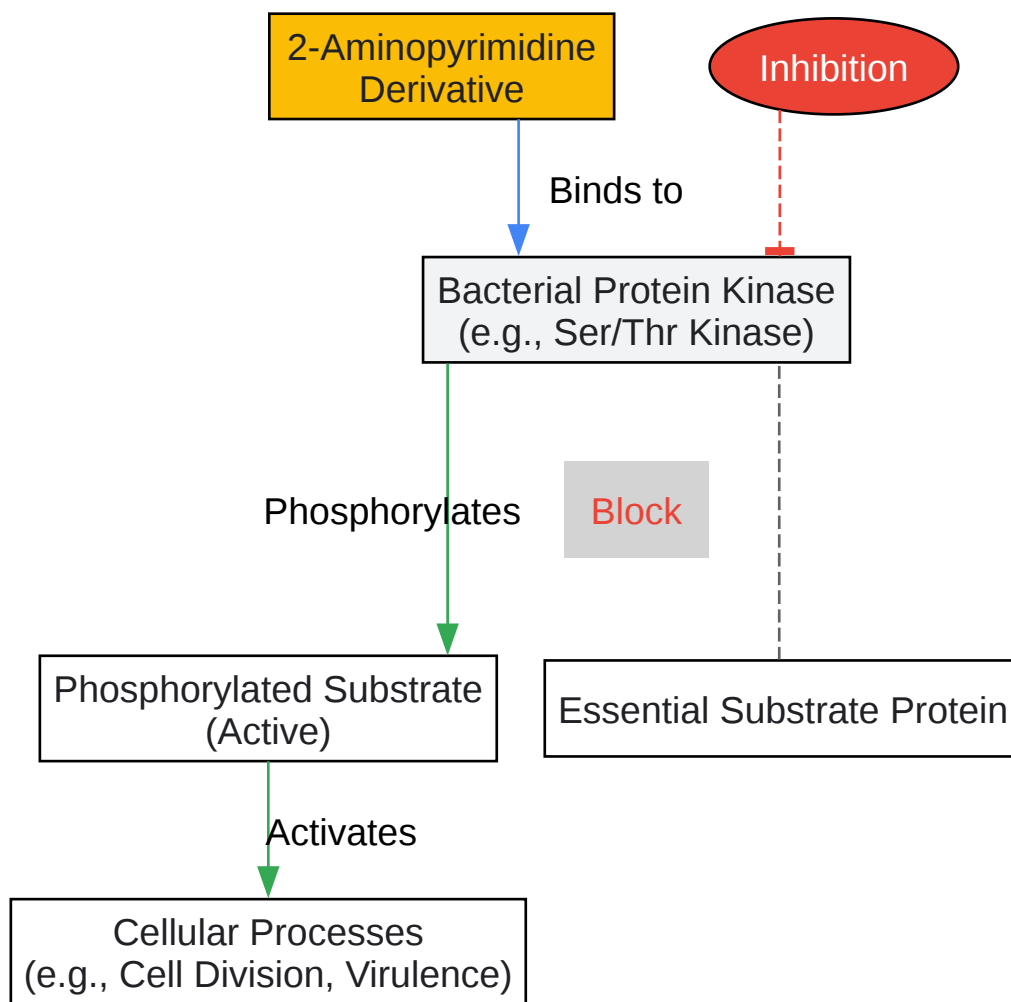 2-Aminopyrimidine
Derivative
Inhibition
Binds to
Bacterial Protein Kinase
(e.g., Ser/Thr Kinase)
Phosphorylates
Block
Phosphorylated Substrate
(Active)
Essential Substrate Protein
Activates
Cellular Processes
(e.g., Cell Division, Virulence)